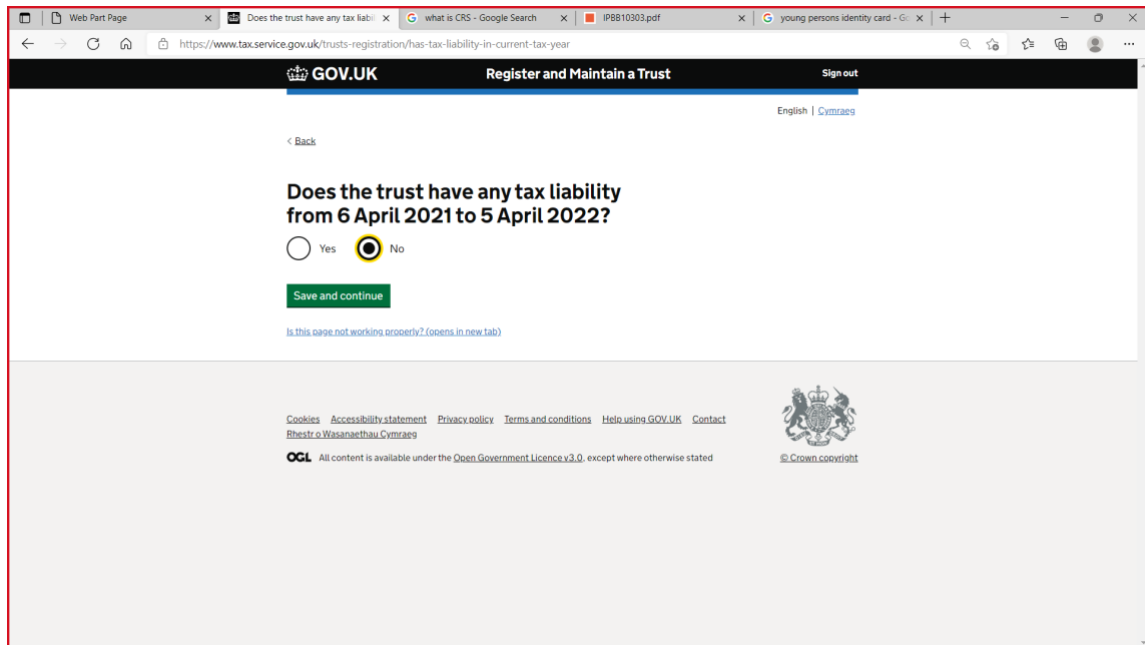 Web Part Page
Does the trust have any tax liabili
what is CRS - Google Search
IPBB10303.pdf
young persons identity card - Go
https://www.tax.service.gov.uk/trusts-registration/has-tax-liability-in-current-tax-year
GOV.UK
Register and Maintain a Trust
Sign out
English | Cymraeg
< Back
Does the trust have any tax liability
from 6 April 2021 to 5 April 2022?
Yes No
Save and continue
Is this page not working properly? (opens in new tab)
Cookies Accessibility statement Privacy policy Terms and conditions Help using GOV.UK Contact
Rhestr o Wasanaethau Cymraeg
OGL All content is available under the Open Government Licence v3.0, except where otherwise stated
© Crown copyright